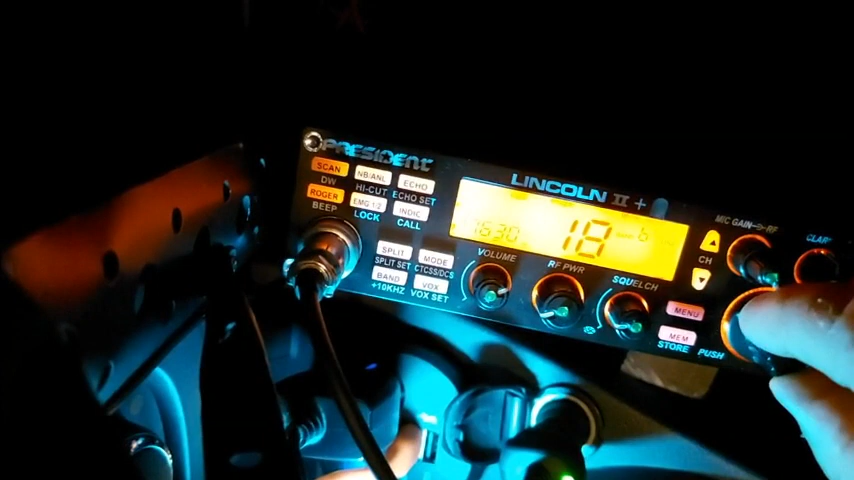 PRESIDENT
LINCOLN II +
SCAN
NB/ANL
ECHO
DW
HI-CUT
ECHO SET
ROGER
EMG 1/2
INDIC
BEEP
LOCK
CALL
SPLIT
MODE
SPLIT SET
CTCSS/DCS
BAND
VOX
+10KHZ
VOX SET
18
VOLUME
RF PWR
SQUELCH
MIC GAIN
RF
CH
MENU
MEM
STORE
PUSH